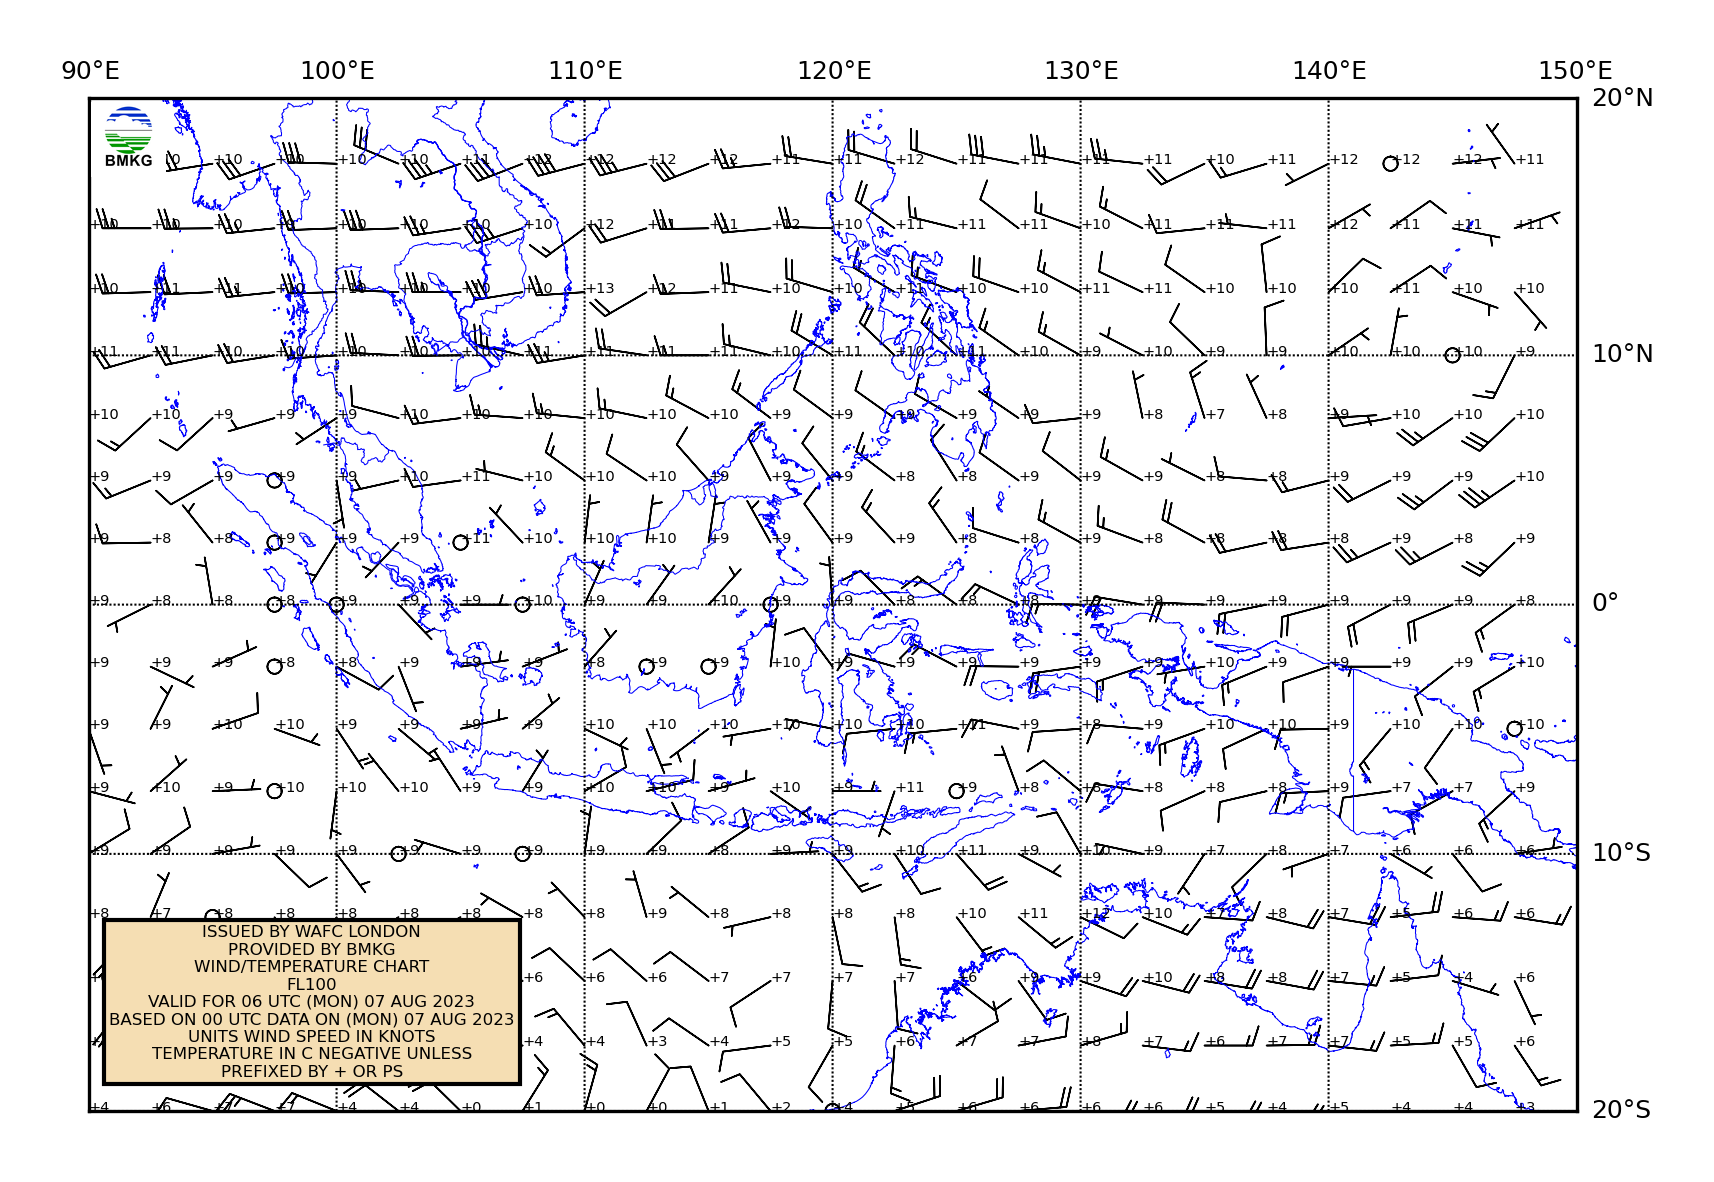 90°E 100°E 110°E 120°E 130°E 140°E 150°E
20°N
BMKG
+10 +10 +10 +10 +11 +12 +12 +12 +12 +11 +11 +12 +11 +11 +11 +10 +11 +12 +12 +12 +11
+10 +10 +10 +9 +10 +10 +10 +10 +12 +11 +11 +12 +10 +11 +11 +11 +10 +11 +11 +11 +12 +11 +11 +11
+10 +11 +11 +10 +10 +10 +10 +10 +13 +12 +11 +10 +10 +11 +10 +10 +11 +11 +10 +10 +10 +11 +10 +10
+11 +11 +10 +10 +10 +10 +10 +11 +10 +11 +11 +10 +11 +10 +11 +10 +9 +10 +9 +9 +10 +10 +10 +9 10°N
+10 +10 +9 +9 +9 +10 +10 +10 +10 +10 +10 +9 +9 +9 +9 +9 +9 +8 +7 +8 +9 +10 +10 +10
+9 +9 +9 +9 +9 +10 +11 +10 +10 +10 +9 +9 +9 +8 +8 +9 +9 +9 +8 +8 +9 +9 +9 +10
+9 +8 +8 +9 +9 +9 +11 +10 +10 +10 +9 +9 +9 +9 +8 +8 +9 +8 +8 +8 +8 +9 +8 +9
+9 +8 +8 +8 +9 +9 +9 +10 +9 +9 +10 +9 +9 +8 +8 +8 +9 +9 +9 +9 +9 +9 +9 +8 0°
+9 +9 +9 +8 +8 +9 +9 +9 +8 +9 +9 +10 +9 +9 +9 +9 +9 +9 +10 +9 +9 +9 +9 +10
+9 +9 +10 +10 +9 +9 +9 +9 +10 +10 +10 +10 +10 +10 +11 +9 +8 +9 +10 +10 +9 +10 +10 +10
+9 +10 +9 +10 +10 +10 +9 +9 +9 +10 +9 +10 +9 +11 +9 +8 +8 +8 +8 +8 +9 +7 +7 +9
+9 +9 +9 +9 +9 +9 +9 +9 +9 +9 +8 +9 +9 +10 +11 +9 +10 +9 +7 +8 +7 +6 +6 +6 10°S
+8 +7 +8 +8 +8 +8 +8 +8 +8 +9 +8 +8 +8 +8 +10 +11 +12 +10 +7 +8 +7 +5 +6 +6
+6 +6 +6 +7 +7 +7 +7 +6 +9 +9 +10 +8 +8 +7 +5 +4 +6
+4 +4 +3 +4 +5 +5 +6 +7 +7 +8 +7 +6 +7 +7 +5 +5 +6
+4 +6 +7 +7 +4 +4 +0 +1 +0 +0 +1 +2 +4 +5 +6 +6 +6 +6 +5 +4 +5 +4 +4 +3 20°S
ISSUED BY WAFC LONDON
PROVIDED BY BMKG
WIND/TEMPERATURE CHART
FL100
VALID FOR 06 UTC (MON) 07 AUG 2023
BASED ON 00 UTC DATA ON (MON) 07 AUG 2023
UNITS WIND SPEED IN KNOTS
TEMPERATURE IN C NEGATIVE UNLESS
PREFIXED BY + OR PS